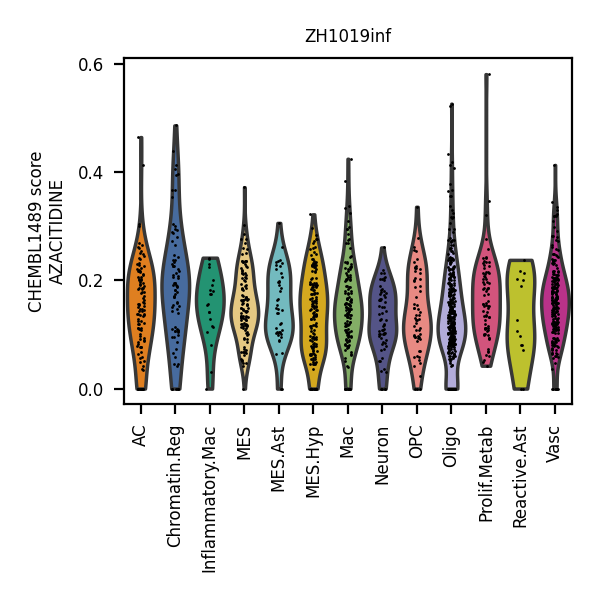 ZH1019inf
CHEMBL1489 score
AZACITIDINE
0.6
0.4
0.2
0.0
AC
Chromatin.Reg
Inflammatory.Mac
MES
MES.Ast
MES.Hyp
Mac
Neuron
OPC
Oligo
Prolif.Metab
Reactive.Ast
Vasc